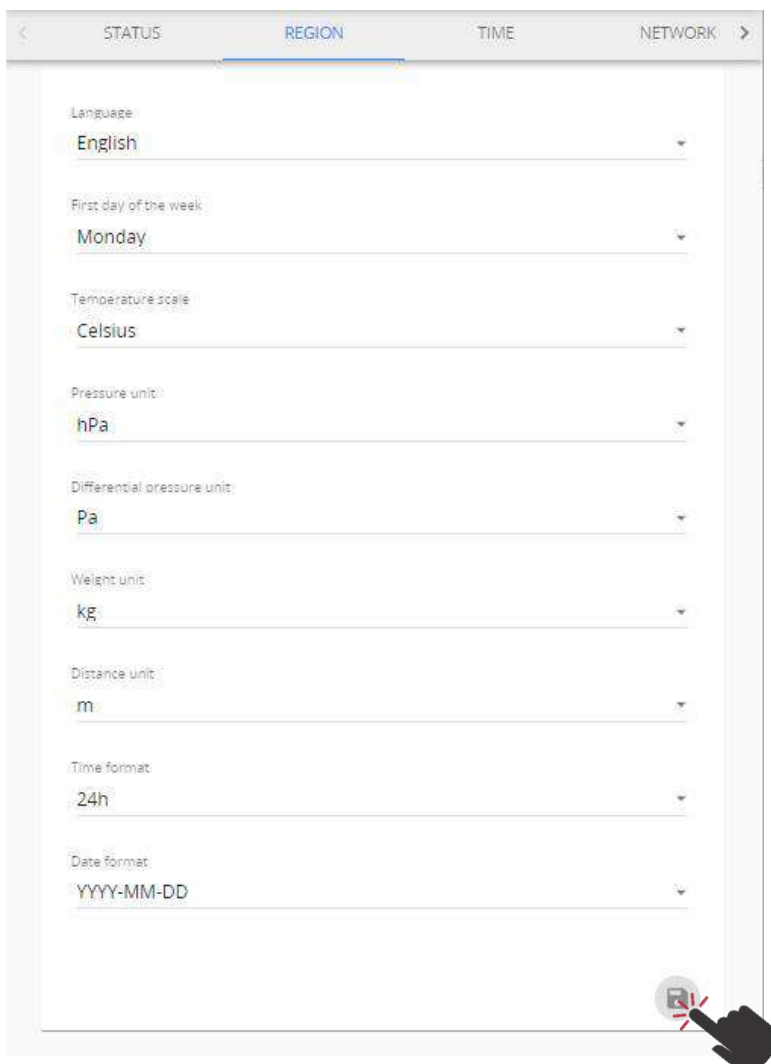 STATUS REGION TIME NETWORK
Language
English
First day of the week
Monday
Temperature scale
Celsius
Pressure unit
hPa
Differential pressure unit
Pa
Weight unit
kg
Distance unit
m
Time format
24h
Date format
YYYY-MM-DD